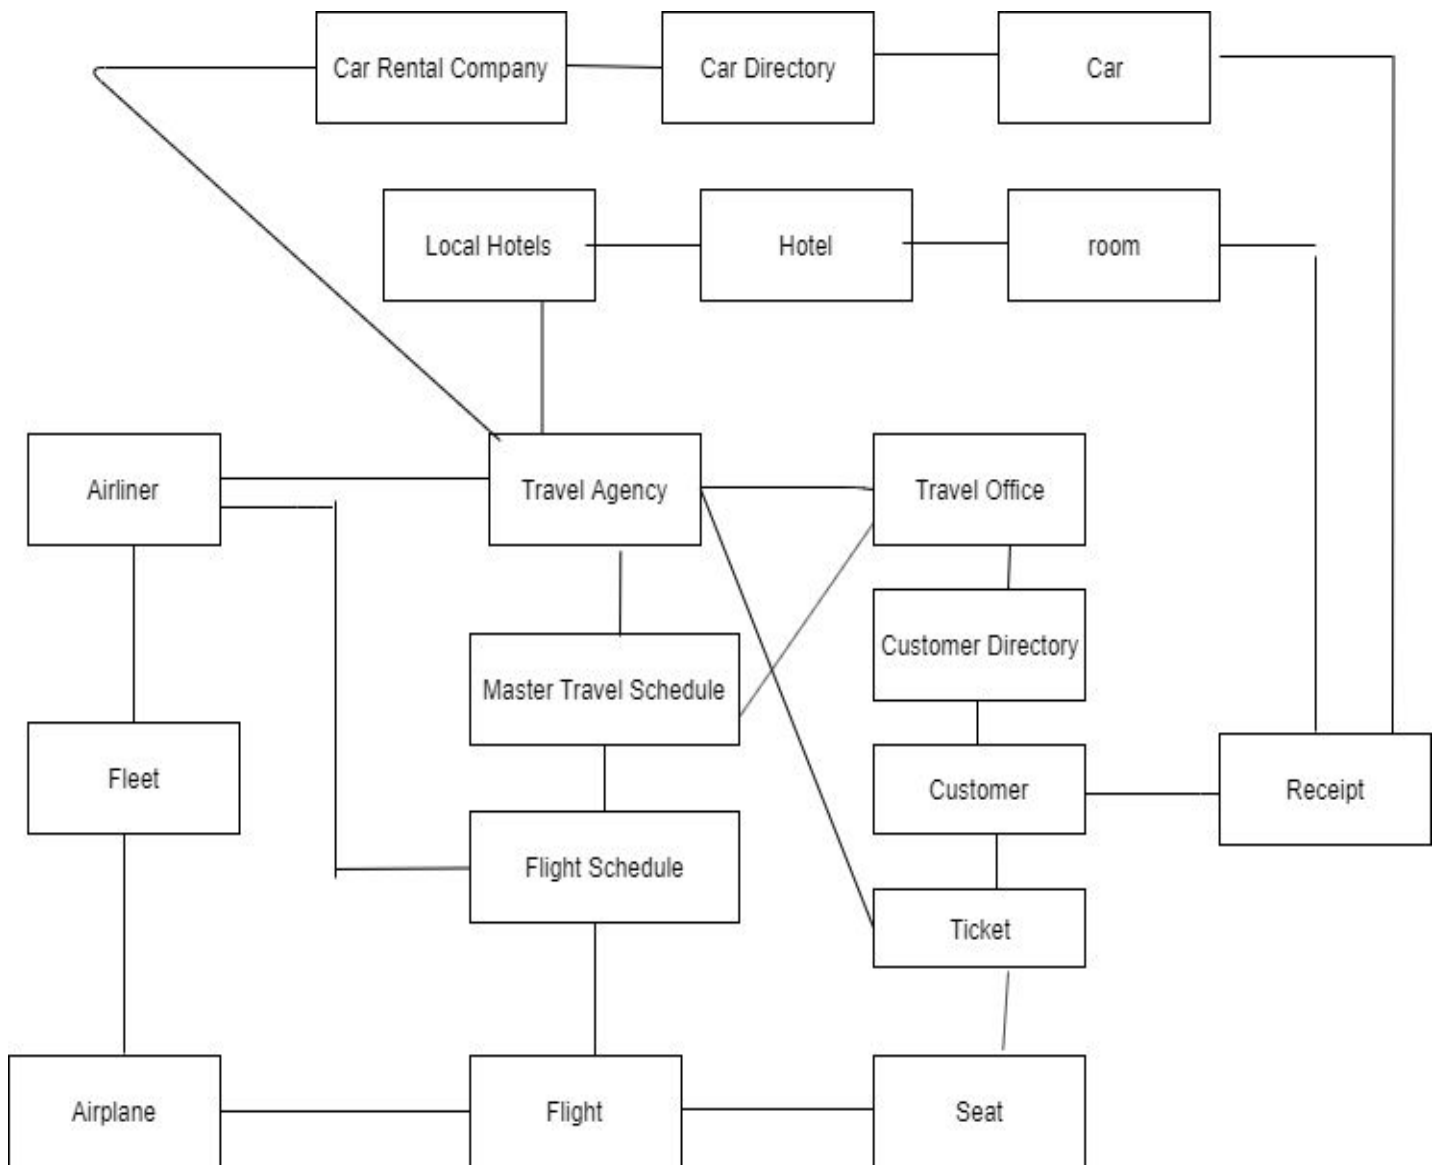 Car Rental Company
Car Directory
Car
Local Hotels
Hotel
room
Airliner
Travel Agency
Travel Office
Customer Directory
Master Travel Schedule
Fleet
Customer
Receipt
Flight Schedule
Ticket
Airplane
Flight
Seat